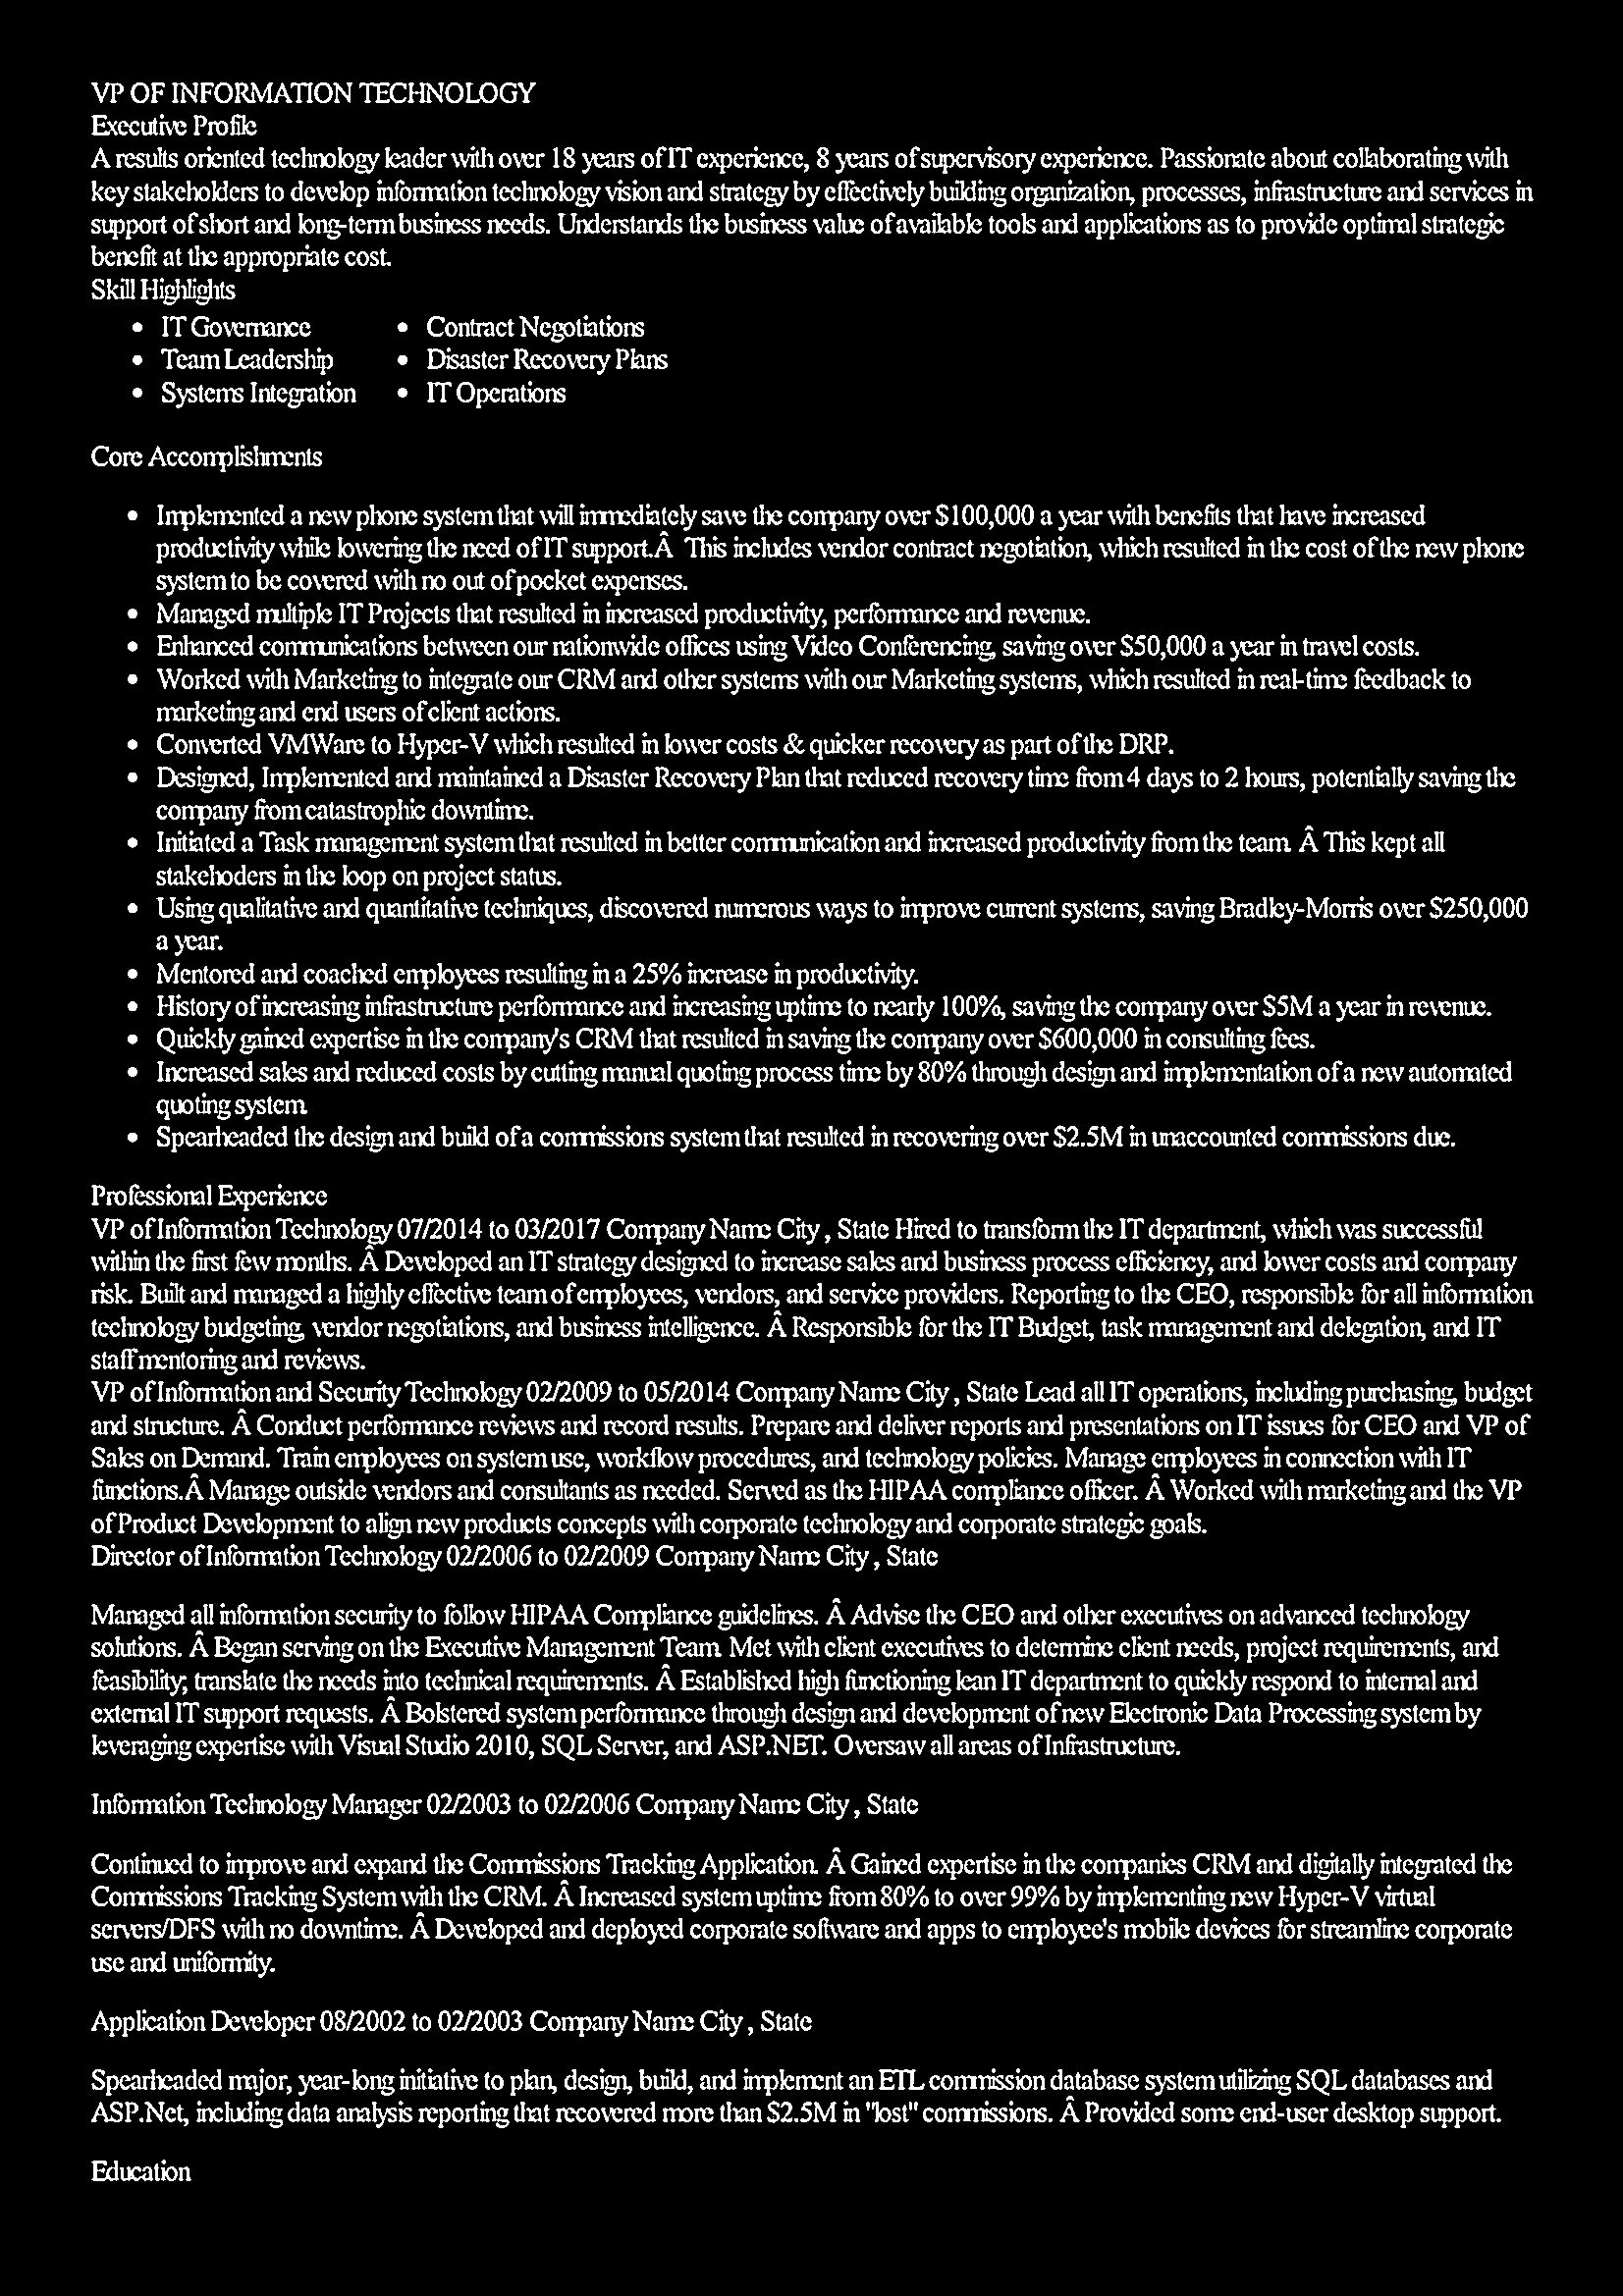 VP OF INFORMATION TECHNOLOGY
Executive Profile
A results oriented technology leader with over 18 years of IT experience, 8 years of supervisory experience. Passionate about collaborating with
key stakeholders to develop information technology vision and strategy by effectively building organization, processes, infrastructure and services in
support of short and long-term business needs. Understands the business value of available tools and applications as to provide optimal strategic
benefit at the appropriate cost.
Skill Highlights
• IT Governance • Contract Negotiations
• Team Leadership • Disaster Recovery Plans
• Systems Integration • IT Operations
Core Accomplishments
• Implemented a new phone system that will immediately save the company over $100,000 a year with benefits that have increased
productivity while lowering the need of IT support.Â This includes vendor contract negotiation, which resulted in the cost of the new phone
system to be covered with no out of pocket expenses.
• Managed multiple IT Projects that resulted in increased productivity, performance and revenue.
• Enhanced communications between our nationwide offices using Video Conferencing, saving over $50,000 a year in travel costs.
• Worked with Marketing to integrate our CRM and other systems with our Marketing systems, which resulted in real-time feedback to
marketing and end users of client actions.
• Converted VMWare to Hyper-V which resulted in lower costs & quicker recovery as part of the DRP.
• Designed, Implemented and maintained a Disaster Recovery Plan that reduced recovery time from 4 days to 2 hours, potentially saving the
company from catastrophic downtime.
• Initiated a Task management system that resulted in better communication and increased productivity from the team. Â This kept all
stakehoders in the loop on project status.
• Using qualitative and quantitative techniques, discovered numerous ways to improve current systems, saving Bradley-Morris over $250,000
a year.
• Mentored and coached employees resulting in a 25% increase in productivity.
• History of increasing infrastructure performance and increasing uptime to nearly 100%, saving the company over $5M a year in revenue.
• Quickly gained expertise in the company's CRM that resulted in saving the company over $600,000 in consulting fees.
• Increased sales and reduced costs by cutting manual quoting process time by 80% through design and implementation of a new automated
quoting system.
• Spearheaded the design and build of a commissions system that resulted in recovering over $2.5M in unaccounted commissions due.
Professional Experience
VP of Information Technology 07/2014 to 03/2017 Company Name City , State Hired to transform the IT department, which was successful
within the first few months. Â Developed an IT strategy designed to increase sales and business process efficiency, and lower costs and company
risk. Built and managed a highly effective team of employees, vendors, and service providers. Reporting to the CEO, responsible for all information
technology budgeting, vendor negotiations, and business intelligence. Â Responsible for the IT Budget, task management and delegation, and IT
staff mentoring and reviews.
VP of Information and Security Technology 02/2009 to 05/2014 Company Name City , State Lead all IT operations, including purchasing, budget
and structure. Â Conduct performance reviews and record results. Prepare and deliver reports and presentations on IT issues for CEO and VP of
Sales on Demand. Train employees on system use, workflow procedures, and technology policies. Manage employees in connection with IT
functions.Â Manage outside vendors and consultants as needed. Served as the HIPAA compliance officer. Â Worked with marketing and the VP
of Product Development to align new products concepts with corporate technology and corporate strategic goals.
Director of Information Technology 02/2006 to 02/2009 Company Name City , State
Managed all information security to follow HIPAA Compliance guidelines. Â Advise the CEO and other executives on advanced technology
solutions. Â Began serving on the Executive Management Team. Met with client executives to determine client needs, project requirements, and
feasibility; translate the needs into technical requirements. Â Established high functioning lean IT department to quickly respond to internal and
external IT support requests. Â Bolstered system performance through design and development of new Electronic Data Processing system by
leveraging expertise with Visual Studio 2010, SQL Server, and ASP.NET. Oversaw all areas of Infrastructure.
Information Technology Manager 02/2003 to 02/2006 Company Name City , State
Continued to improve and expand the Commissions Tracking Application. Â Gained expertise in the companies CRM and digitally integrated the
Commissions Tracking System with the CRM. Â Increased system uptime from 80% to over 99% by implementing new Hyper-V virtual
servers/DFS with no downtime. Â Developed and deployed corporate software and apps to employee's mobile devices for streamline corporate
use and uniformity.
Application Developer 08/2002 to 02/2003 Company Name City , State
Spearheaded major, year-long initiative to plan, design, build, and implement an ETL commission database system utilizing SQL databases and
ASP.Net, including data analysis reporting that recovered more than $2.5M in "lost" commissions. Â Provided some end-user desktop support.
Education